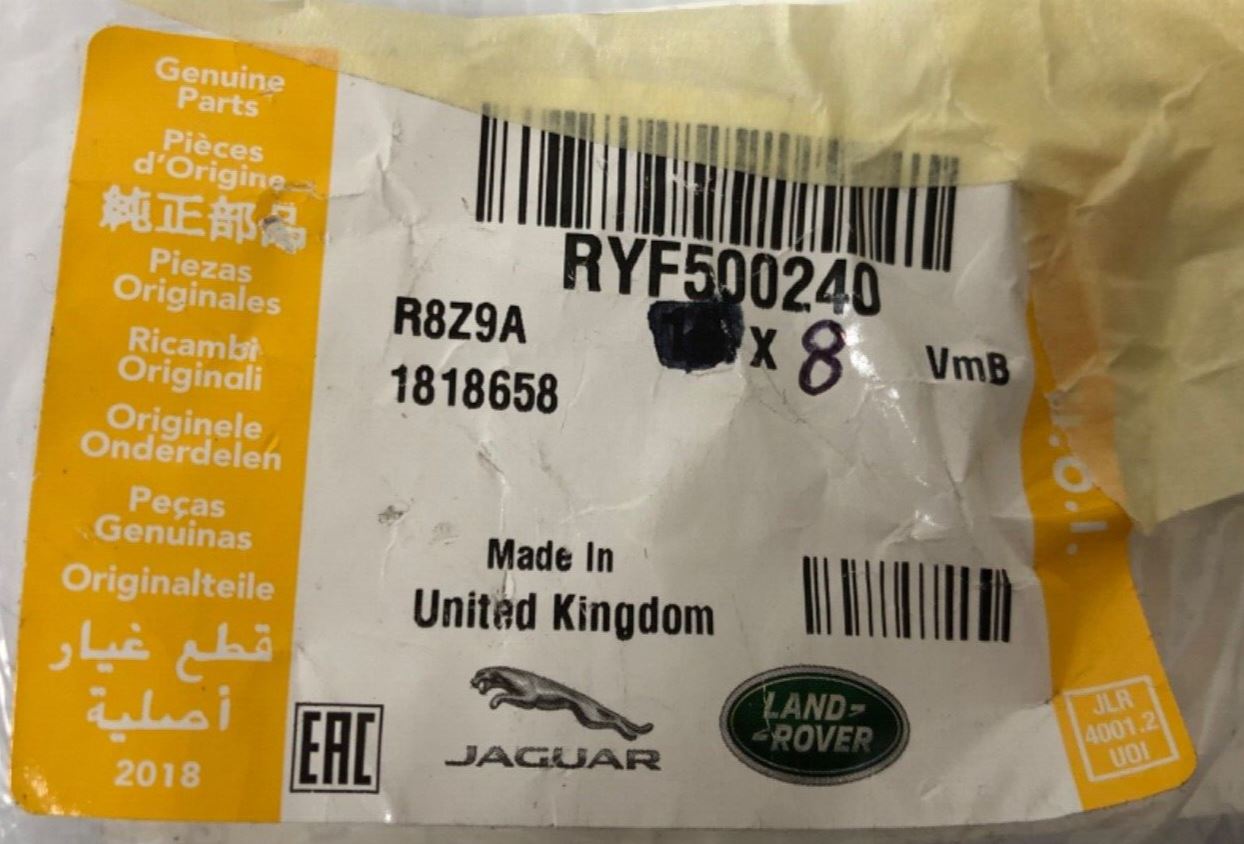 Genuine
Parts
Pièces
d'Origine
純正部品
Piezas
Originales
Ricambi
Originali
Originele
Onderdelen
Peças
Genuinas
Originalteile
قطع غيار
أصلية
2018
RYF500240
R8Z9A
X 8
VmB
1818658
Made In
United Kingdom
EAC
JAGUAR
LAND-
-ROVER
JLR
4001.2
UOI